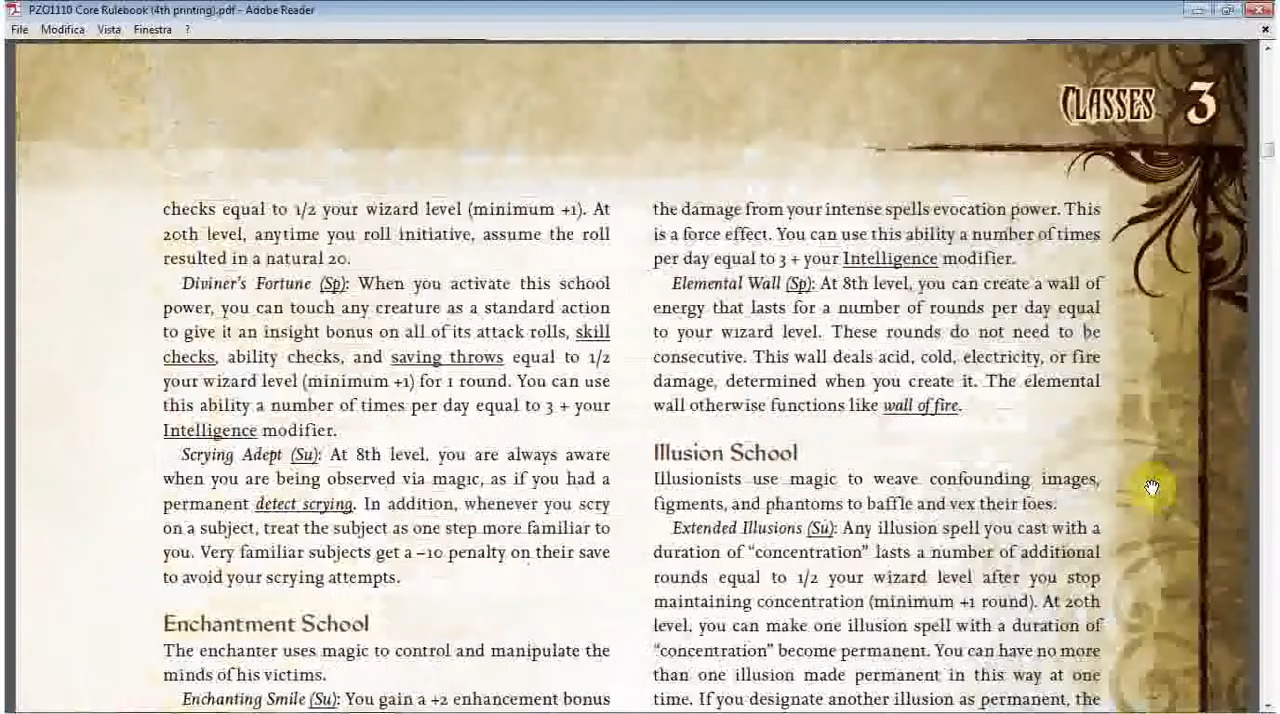 PZO1110 Core Rulebook (4th printing).pdf - Adobe Reader
File Modifica Vista Finestra ?
Classes 3
checks equal to 1/2 your wizard level (minimum +1). At
20th level, anytime you roll initiative, assume the roll
resulted in a natural 20.
Diviner's Fortune (Sp): When you activate this school
power, you can touch any creature as a standard action
to give it an insight bonus on all of its attack rolls, skill
checks, ability checks, and saving throws equal to 1/2
your wizard level (minimum +1) for 1 round. You can use
this ability a number of times per day equal to 3 + your
Intelligence modifier.
Scrying Adept (Su): At 8th level, you are always aware
when you are being observed via magic, as if you had a
permanent detect scrying. In addition, whenever you scry
on a subject, treat the subject as one step more familiar to
you. Very familiar subjects get a –10 penalty on their save
to avoid your scrying attempts.
Enchantment School
The enchanter uses magic to control and manipulate the
minds of his victims.
Enchanting Smile (Su): You gain a +2 enhancement bonus
the damage from your intense spells evocation power. This
is a force effect. You can use this ability a number of times
per day equal to 3 + your Intelligence modifier.
Elemental Wall (Sp): At 8th level, you can create a wall of
energy that lasts for a number of rounds per day equal
to your wizard level. These rounds do not need to be
consecutive. This wall deals acid, cold, electricity, or fire
damage, determined when you create it. The elemental
wall otherwise functions like wall of fire.
Illusion School
Illusionists use magic to weave confounding images,
figments, and phantoms to baffle and vex their foes.
Extended Illusions (Su): Any illusion spell you cast with a
duration of “concentration” lasts a number of additional
rounds equal to 1/2 your wizard level after you stop
maintaining concentration (minimum +1 round). At 20th
level, you can make one illusion spell with a duration of
“concentration” become permanent. You can have no more
than one illusion made permanent in this way at one
time. If you designate another illusion as permanent, the